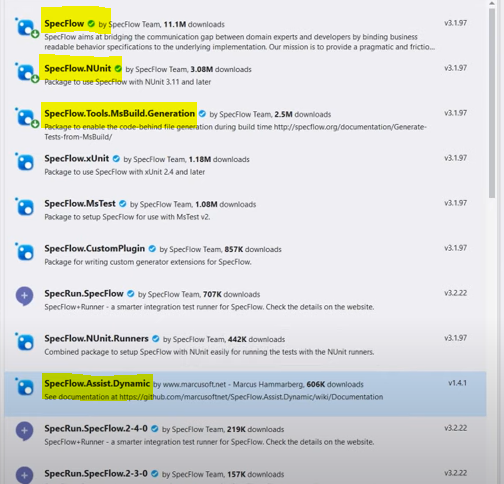 SpecFlow by SpecFlow Team, 11.1M downloads v3.1.97
SpecFlow aims at bridging the communication gap between domain experts and developers by binding business
readable behavior specifications to the underlying implementation. Our mission is to provide a pragmatic and frictio...
SpecFlow.NUnit by SpecFlow Team, 3.08M downloads v3.1.97
Package to use SpecFlow with NUnit 3.11 and later
SpecFlow.Tools.MsBuild.Generation by SpecFlow Team, 2.5M downloads v3.1.97
Package to enable the code-behind file generation during build time http://specflow.org/documentation/Generate-
Tests-from-MsBuild/
SpecFlow.xUnit by SpecFlow Team, 1.18M downloads v3.1.97
Package to use SpecFlow with xUnit 2.4 and later
SpecFlow.MsTest by SpecFlow Team, 1.08M downloads v3.1.97
Package to setup SpecFlow for use with MsTest v2.
SpecFlow.CustomPlugin by SpecFlow Team, 857K downloads v3.1.97
Package for writing custom generator extensions for SpecFlow.
SpecRun.SpecFlow by SpecFlow Team, 707K downloads v3.2.22
SpecFlow+Runner - a smarter integration test runner for SpecFlow. Check the details on the website.
SpecFlow.NUnit.Runners by SpecFlow Team, 442K downloads v3.1.97
Combined package to setup SpecFlow with NUnit easily for running the tests with the NUnit runners.
SpecFlow.Assist.Dynamic by www.marcusoft.net - Marcus Hammarberg, 606K downloads v1.4.1
See documentation at https://github.com/marcusoftnet/SpecFlow.Assist.Dynamic/wiki/Documentation
SpecRun.SpecFlow.2-4-0 by SpecFlow Team, 219K downloads v3.2.22
SpecFlow+Runner - a smarter integration test runner for SpecFlow. Check the details on the website.
SpecRun.SpecFlow.2-3-0 by SpecFlow Team, 157K downloads v3.2.22